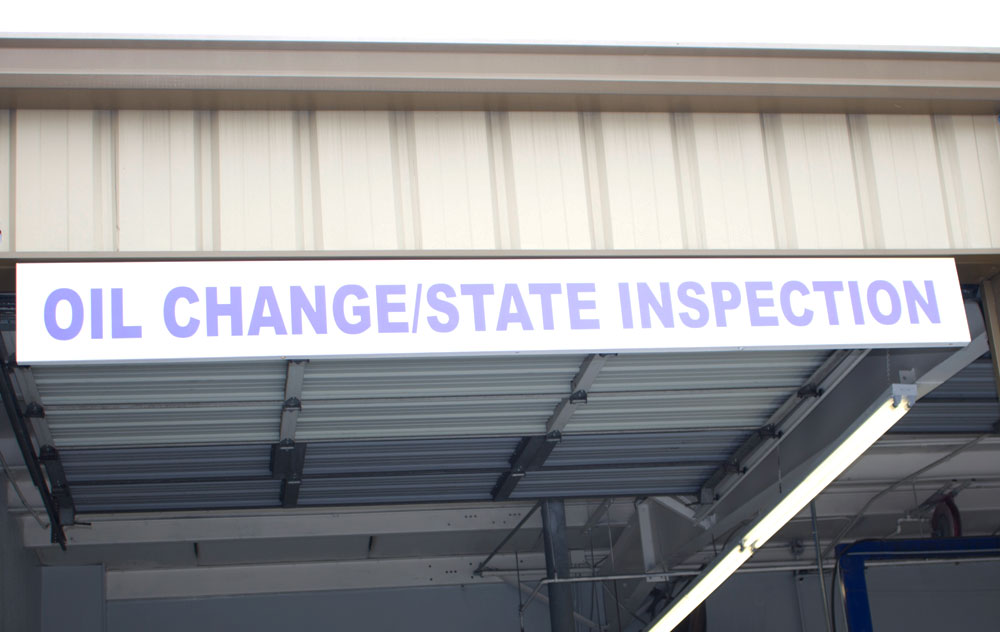 OIL CHANGE/STATE INSPECTION